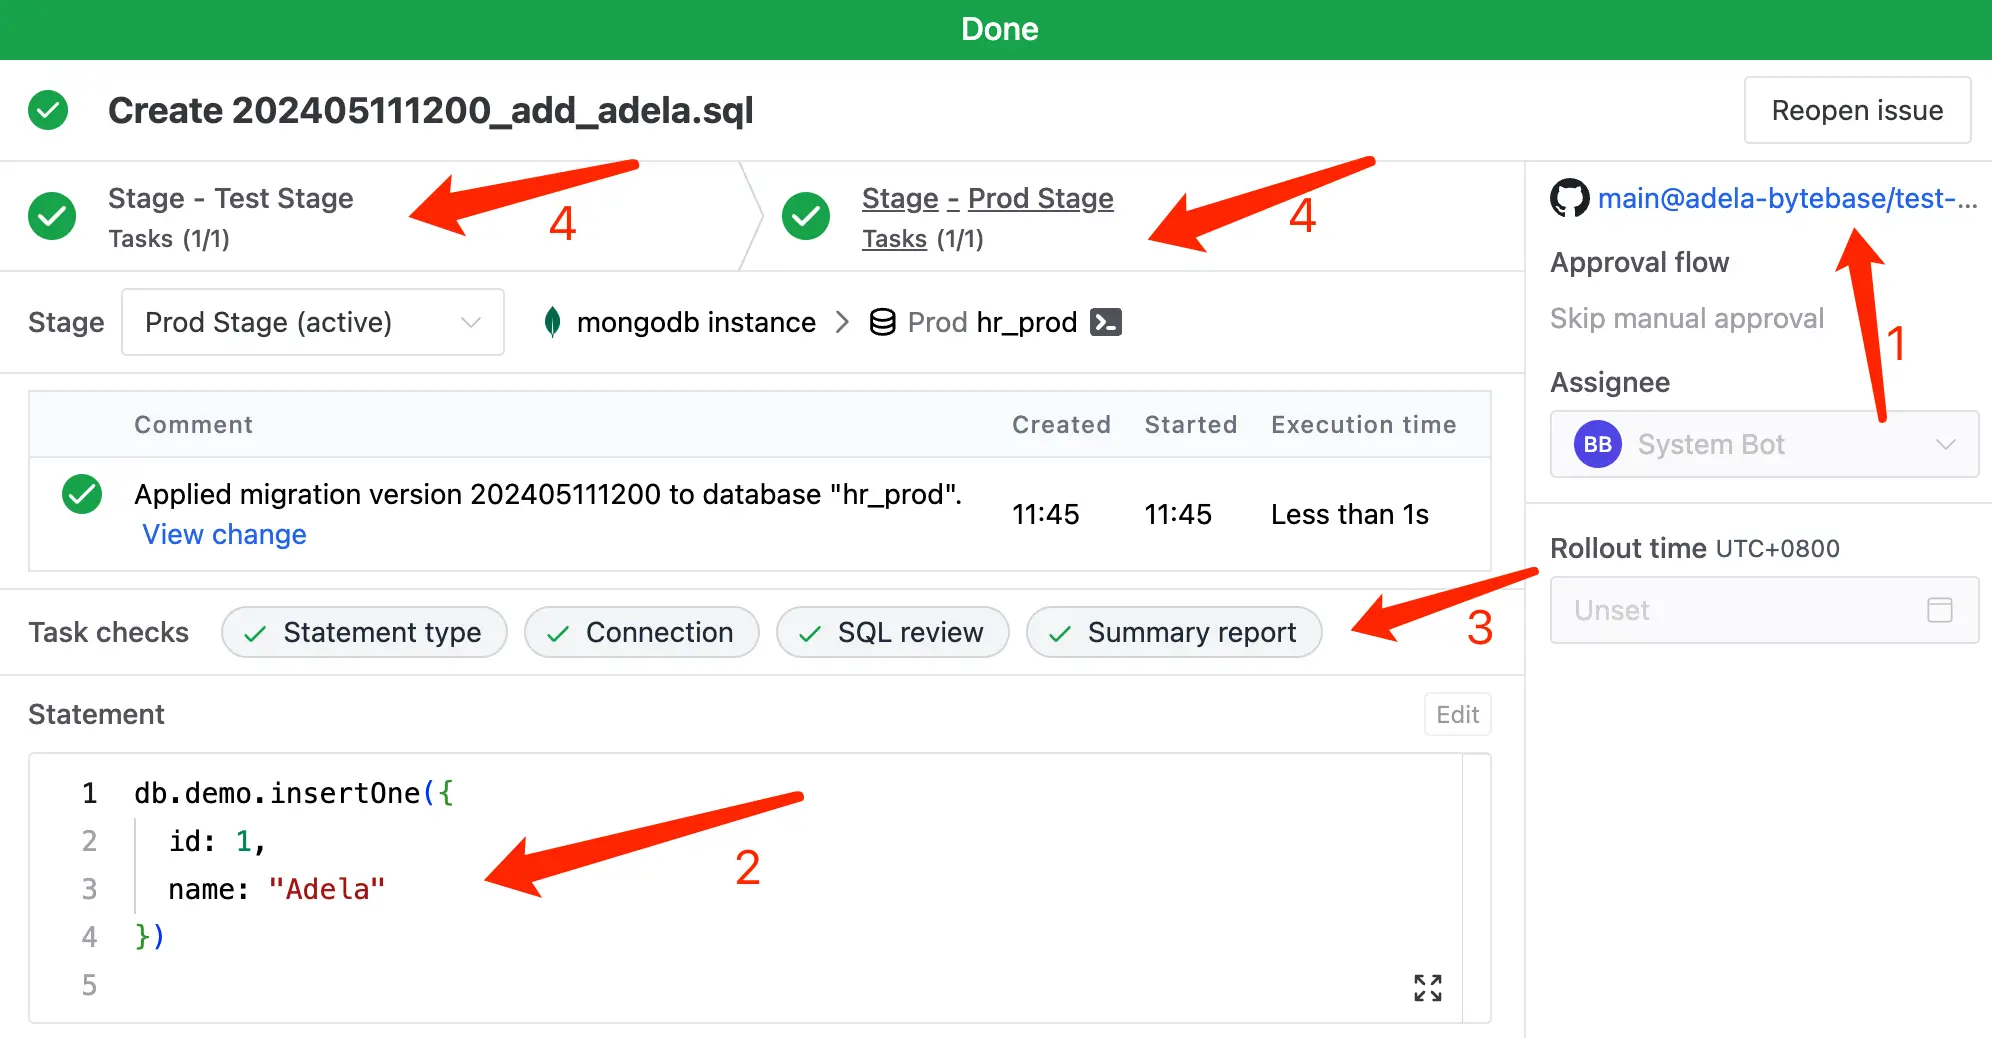 Done
Create 202405111200_add_adela.sql
Reopen issue
Stage - Test Stage
Tasks (1/1)
4
Stage - Prod Stage
Tasks (1/1)
4
main@adela-bytebase/test-...
Approval flow
Skip manual approval
1
Assignee
BB System Bot
Rollout time UTC+0800
Unset
Stage Prod Stage (active) mongodb instance > Prod hr_prod
Comment Created Started Execution time
Applied migration version 202405111200 to database "hr_prod". 11:45 11:45 Less than 1s
View change
Task checks Statement type Connection SQL review Summary report
3
Statement
Edit
1 db.demo.insertOne({
2 id: 1,
3 name: "Adela"
4 })
5
2